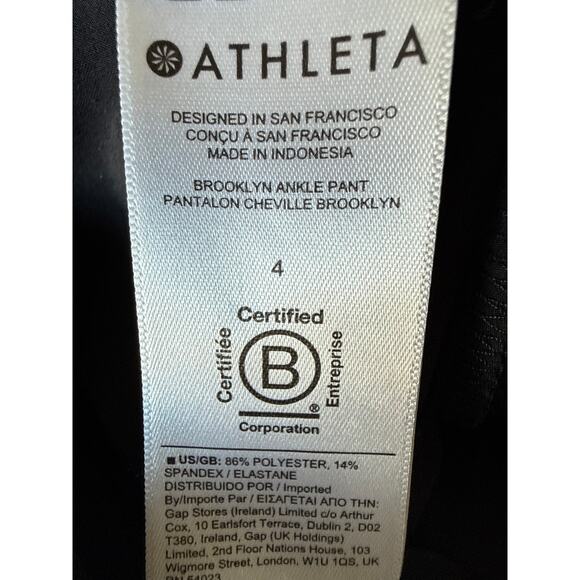 ATHLETA
DESIGNED IN SAN FRANCISCO
CONÇU À SAN FRANCISCO
MADE IN INDONESIA
BROOKLYN ANKLE PANT
PANTALON CHEVILLE BROOKLYN
4
Certified
Certifiée
B
®
Entreprise
Corporation
■ US/GB: 86% POLYESTER, 14%
SPANDEX / ELASTANE
DISTRIBUIDO POR / Imported
By/Importe Par / ΕΙΣΑΓΕΤΑΙ ΑΠΟ ΤΗΝ:
Gap Stores (Ireland) Limited c/o Arthur
Cox, 10 Earlsfort Terrace, Dublin 2, D02
T380, Ireland, Gap (UK Holdings)
Limited, 2nd Floor Nations House, 103
Wigmore Street, London, W1U 1QS, UK
RN 54023